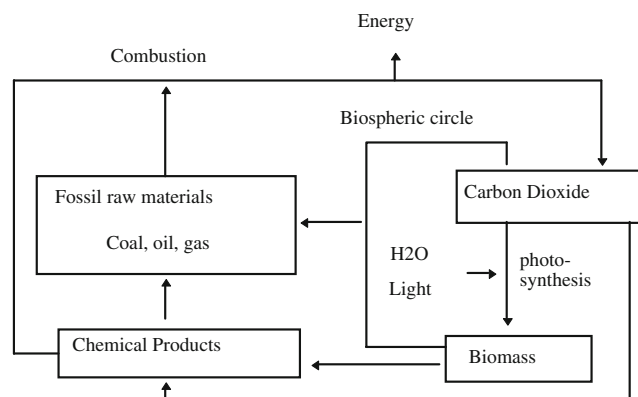 Energy
Combustion
Biospheric circle
Fossil raw materials
Carbon Dioxide
Coal, oil, gas
H2O
Light
photo-
synthesis
Chemical Products
Biomass